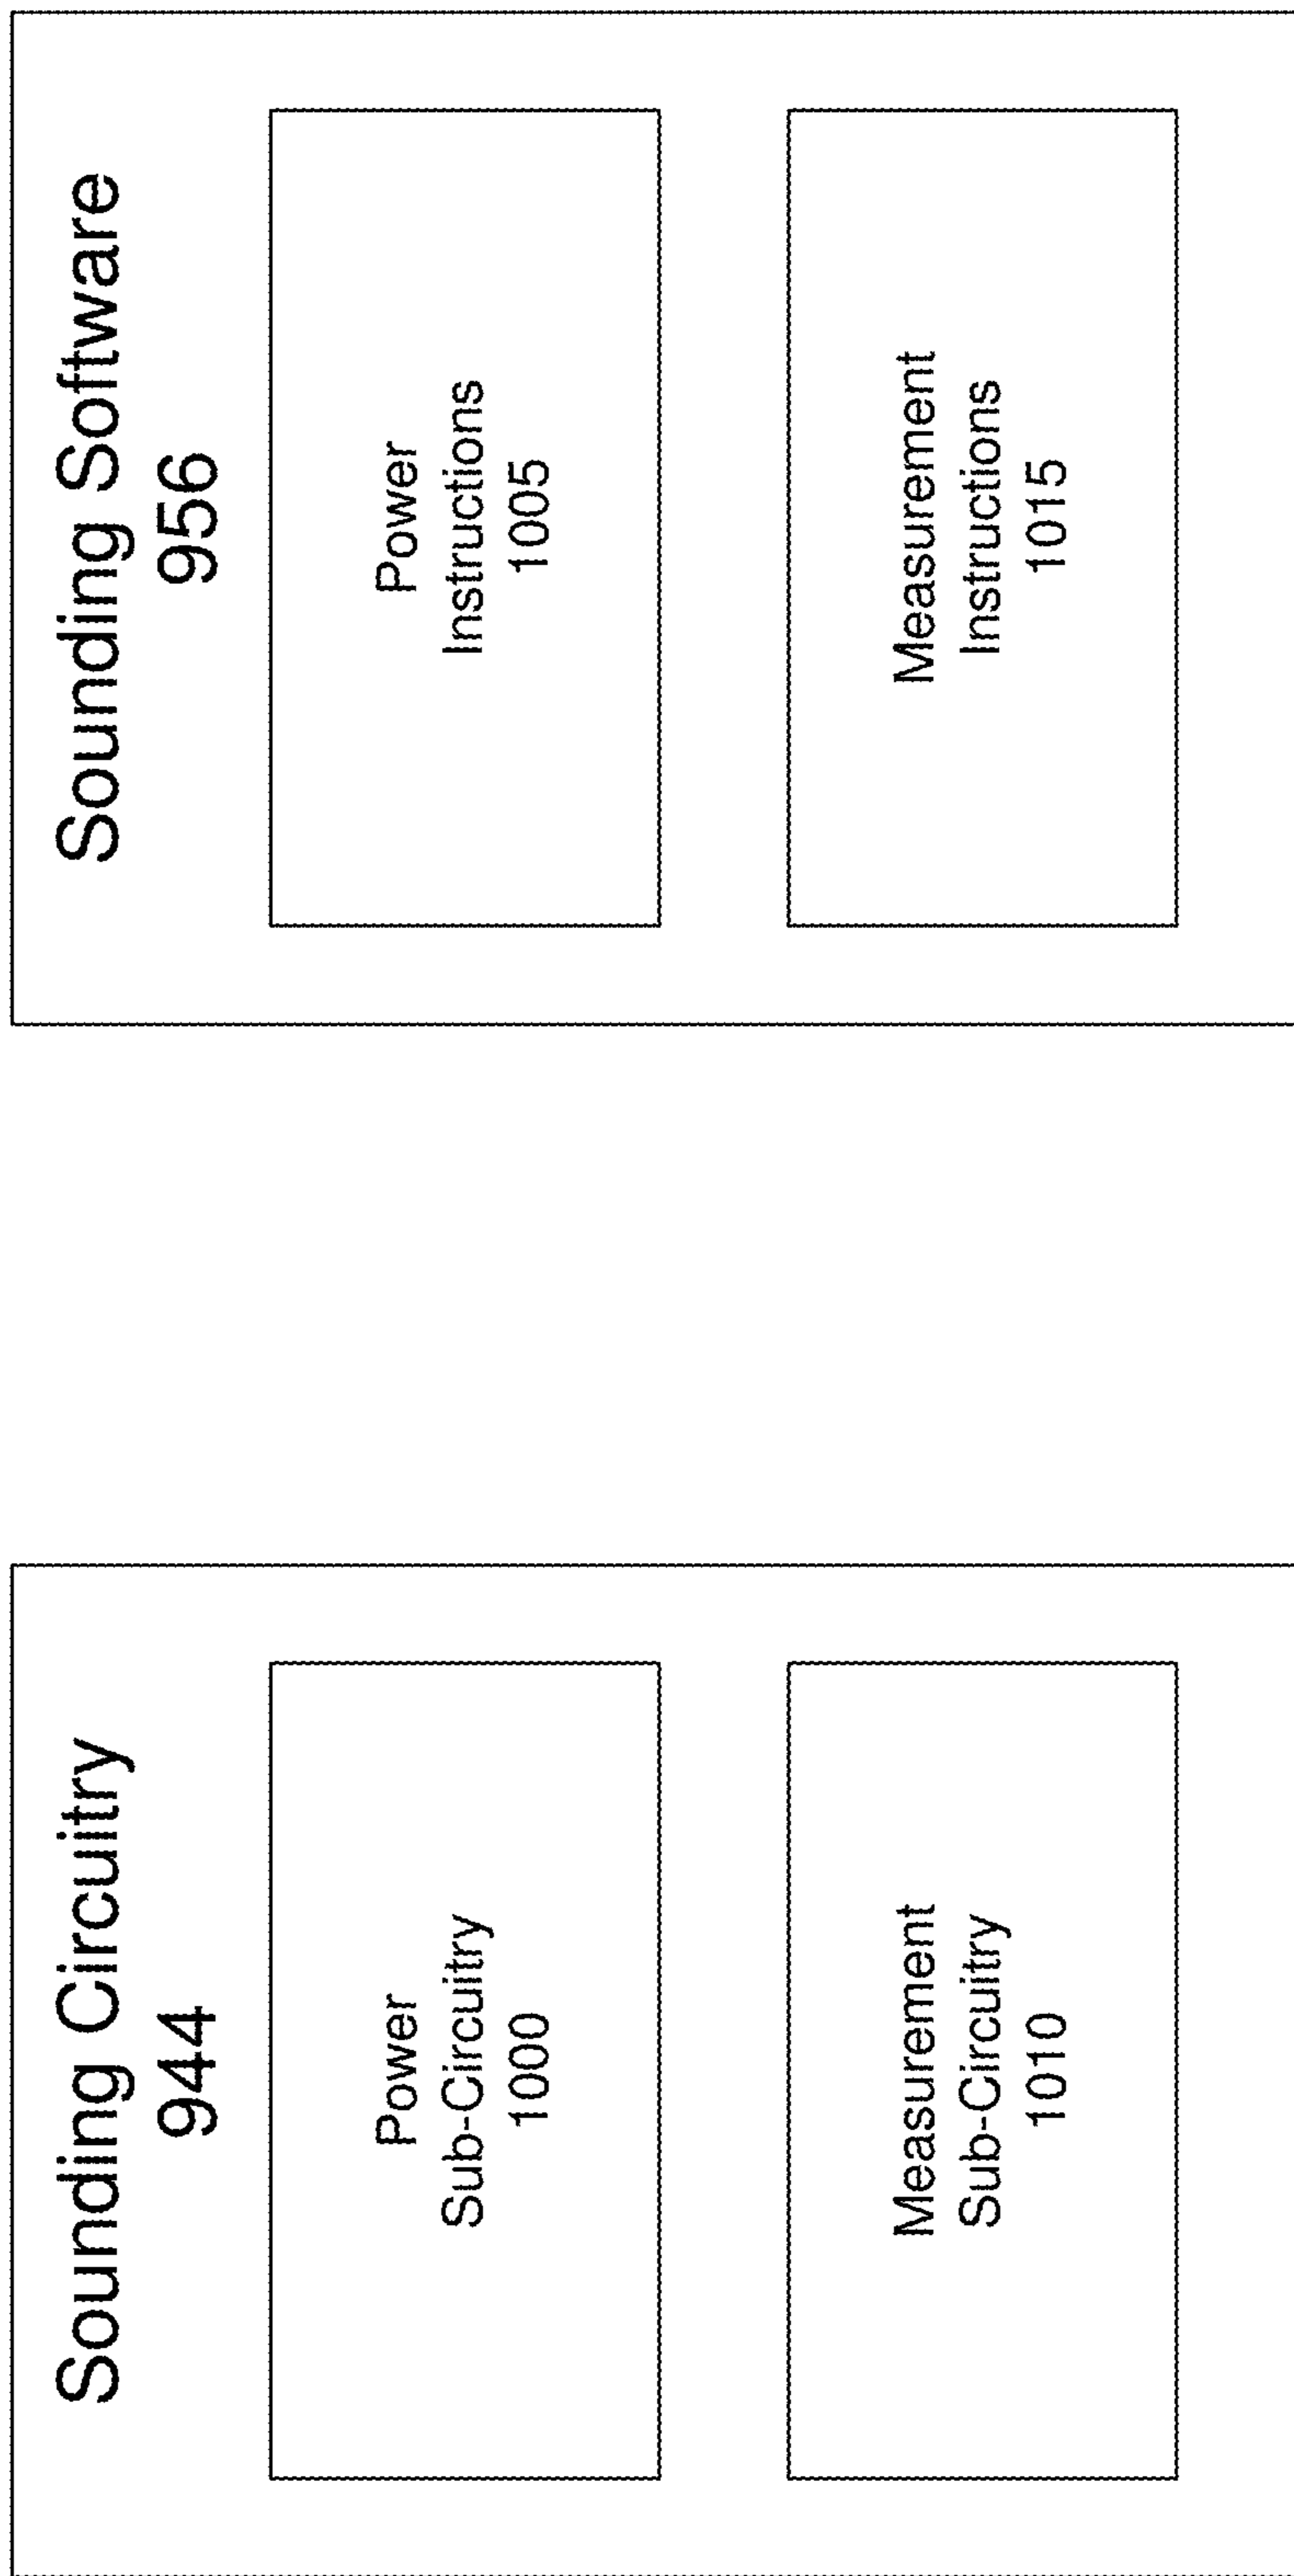 Sounding Circuitry
944
Power
Sub-Circuitry
1000
Measurement
Sub-Circuitry
1010
Sounding Software
956
Power
Instructions
1005
Measurement
Instructions
1015